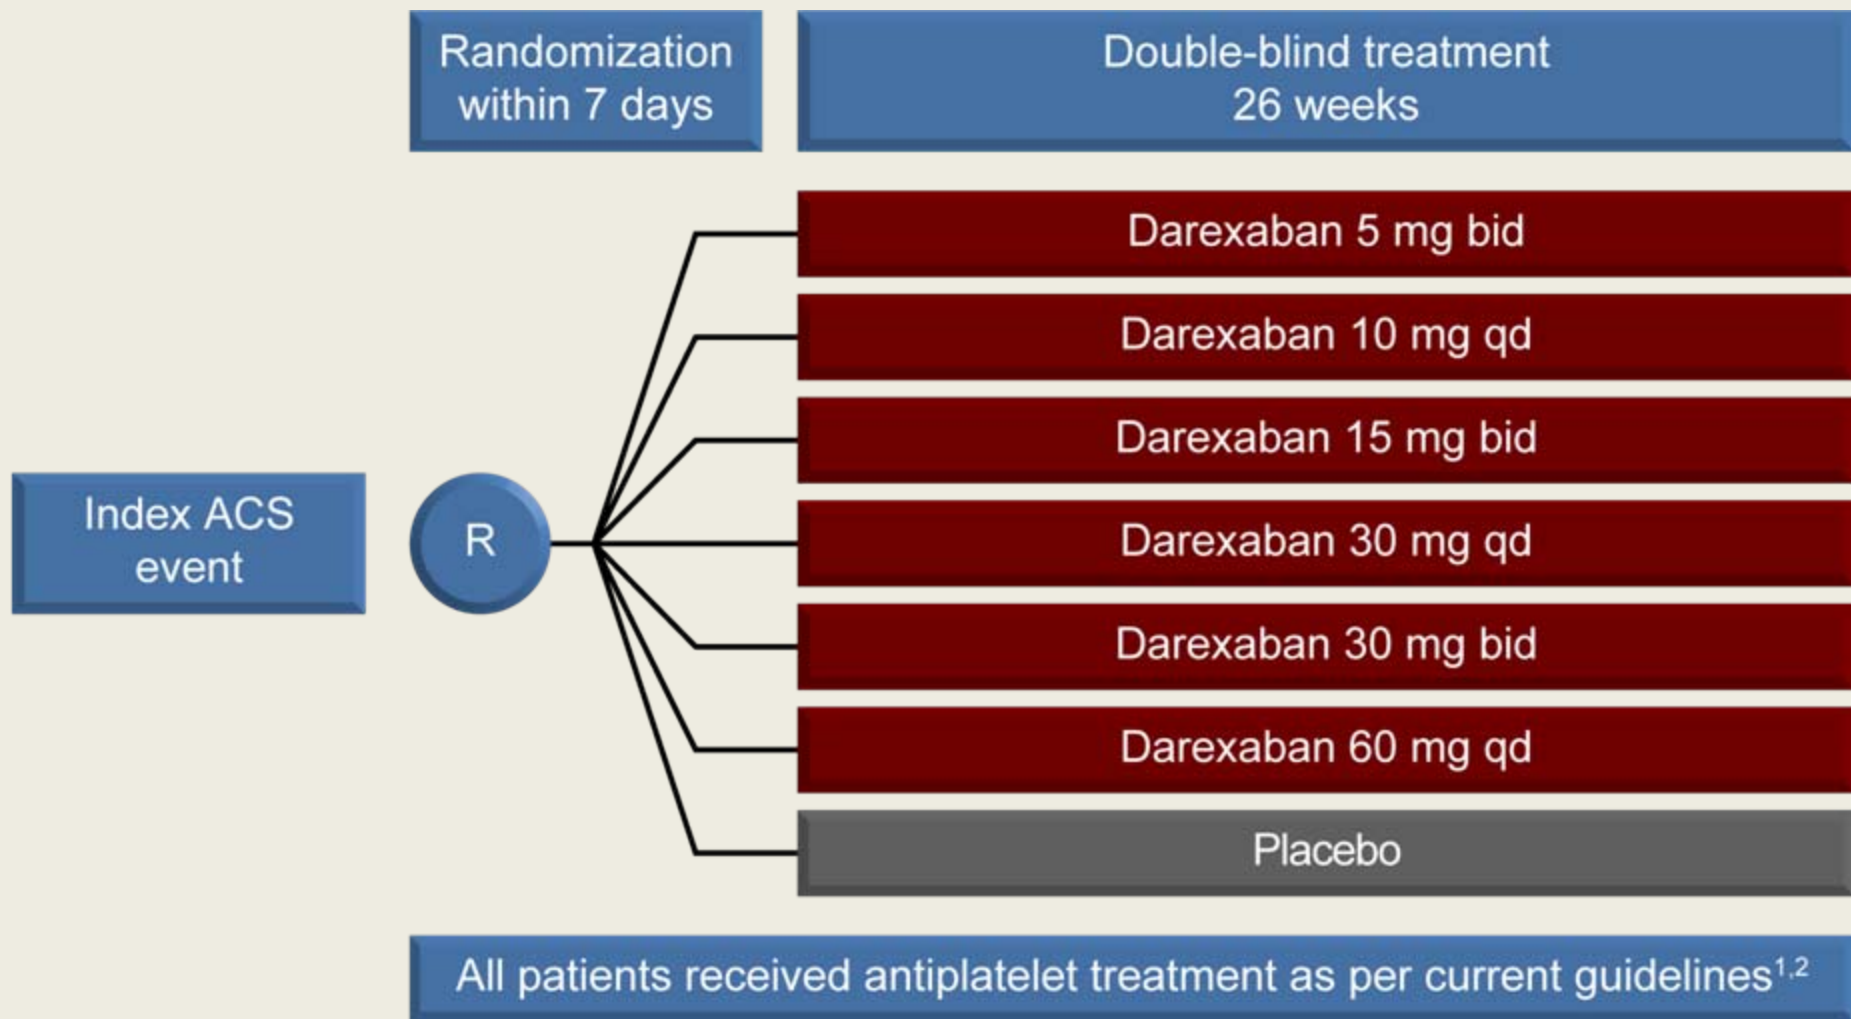 Randomization
within 7 days
Double-blind treatment
26 weeks
Darexaban 5 mg bid
Darexaban 10 mg qd
Darexaban 15 mg bid
Index ACS
event
R
Darexaban 30 mg qd
Darexaban 30 mg bid
Darexaban 60 mg qd
Placebo
All patients received antiplatelet treatment as per current guidelines¹,²